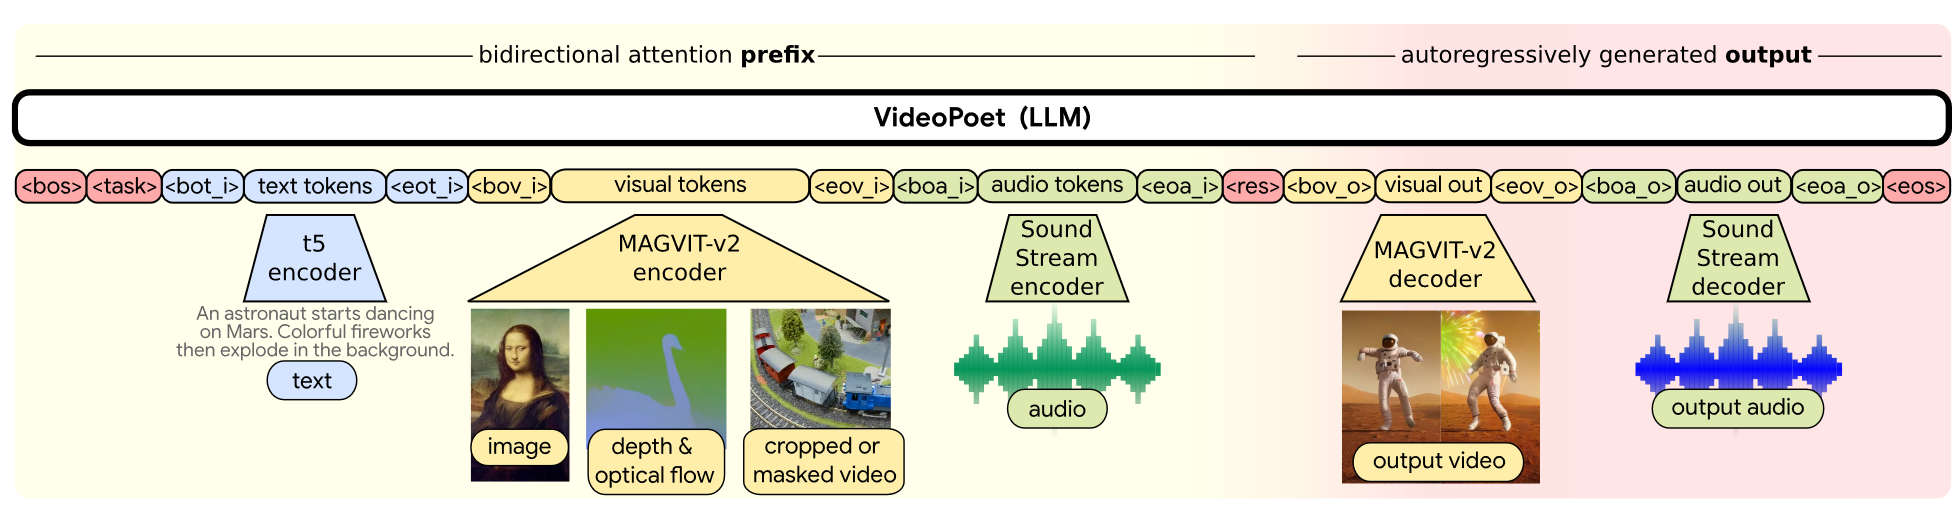 bidirectional attention prefix
autoregressively generated output
VideoPoet (LLM)
<bos> <task> <bot_i> text tokens <eot_i> <bov_i> visual tokens <eov_i> <boa_i> audio tokens <eoa_i> <res> <bov_o> visual out <eov_o> <boa_o> audio out <eoa_o> <eos>
t5
encoder
An astronaut starts dancing
on Mars. Colorful fireworks
then explode in the background.
text
MAGVIT-v2
encoder
image
depth &
optical flow
cropped or
masked video
Sound
Stream
encoder
audio
MAGVIT-v2
decoder
output video
Sound
Stream
decoder
output audio